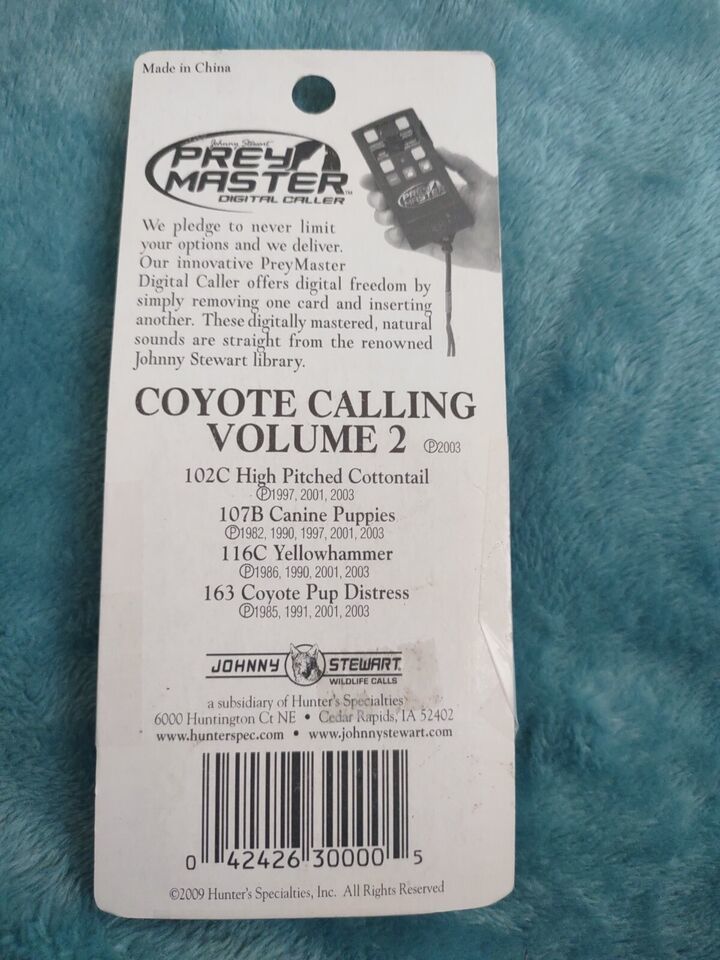 Made in China
Johnny Stewart
PREY
MASTER™
DIGITAL CALLER
PREY
MASTER
We pledge to never limit
your options and we deliver.
Our innovative PreyMaster
Digital Caller offers digital freedom by
simply removing one card and inserting
another. These digitally mastered, natural
sounds are straight from the renowned
Johnny Stewart library.
COYOTE CALLING
VOLUME 2 ℗2003
102C High Pitched Cottontail
℗1997, 2001, 2003
107B Canine Puppies
℗1982, 1990, 1997, 2001, 2003
116C Yellowhammer
℗1986, 1990, 2001, 2003
163 Coyote Pup Distress
℗1985, 1991, 2001, 2003
JOHNNY STEWART
WILDLIFE CALLS
a subsidiary of Hunter's Specialties
6000 Huntington Ct NE • Cedar Rapids, IA 52402
www.hunterspec.com • www.johnnystewart.com
0 42426 30000 5
©2009 Hunter's Specialties, Inc. All Rights Reserved